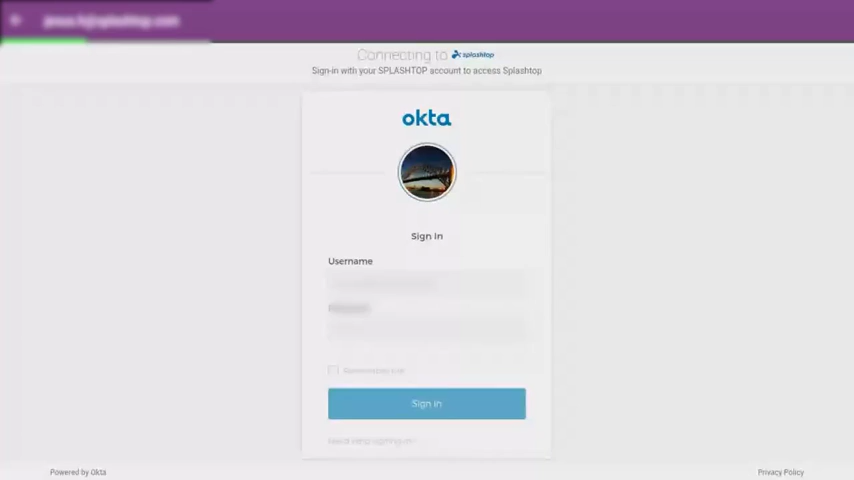 Connecting to splashtop
Sign-in with your SPLASHTOP account to access Splashtop
okta
Sign In
Username
Sign In
Powered by Okta
Privacy Policy